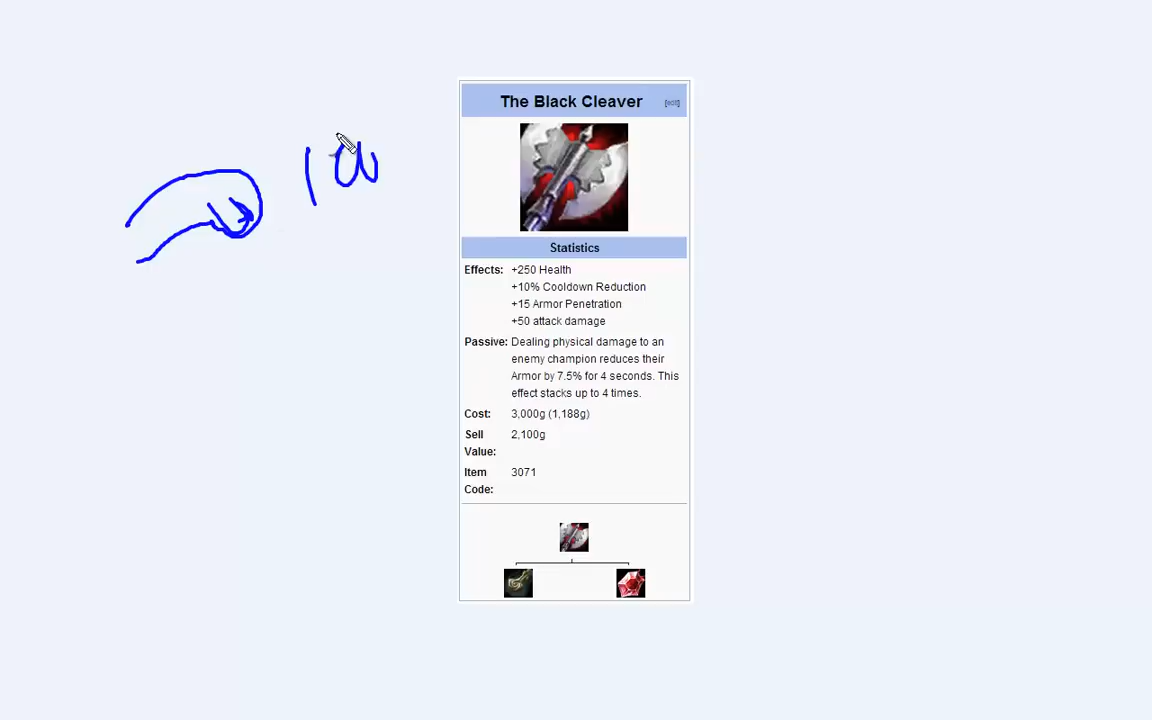 100
The Black Cleaver [edit]
Statistics
Effects: +250 Health
+10% Cooldown Reduction
+15 Armor Penetration
+50 attack damage
Passive: Dealing physical damage to an
enemy champion reduces their
Armor by 7.5% for 4 seconds. This
effect stacks up to 4 times.
Cost: 3,000g (1,188g)
Sell 2,100g
Value:
Item 3071
Code: